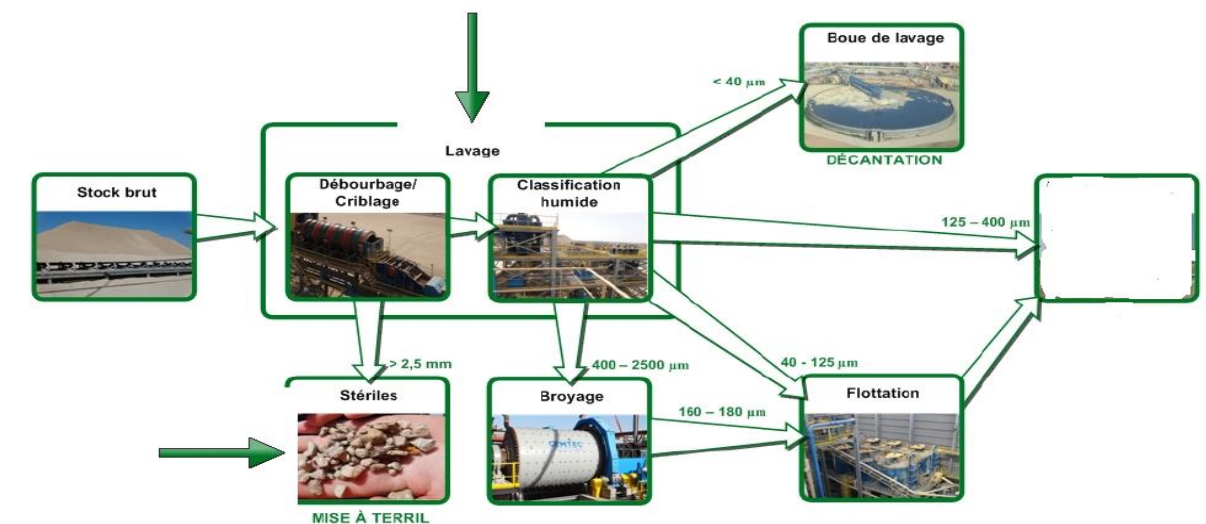 Boue de lavage
< 40 µm
DÉCANTATION
Lavage
Stock brut
Débourbage/
Criblage
Classification
humide
125 – 400 µm
> 2,5 mm
400 – 2500 µm
40 - 125 µm
Stériles
Broyage
Flottation
160 – 180 µm
CEMTEC
MISE À TERRIL